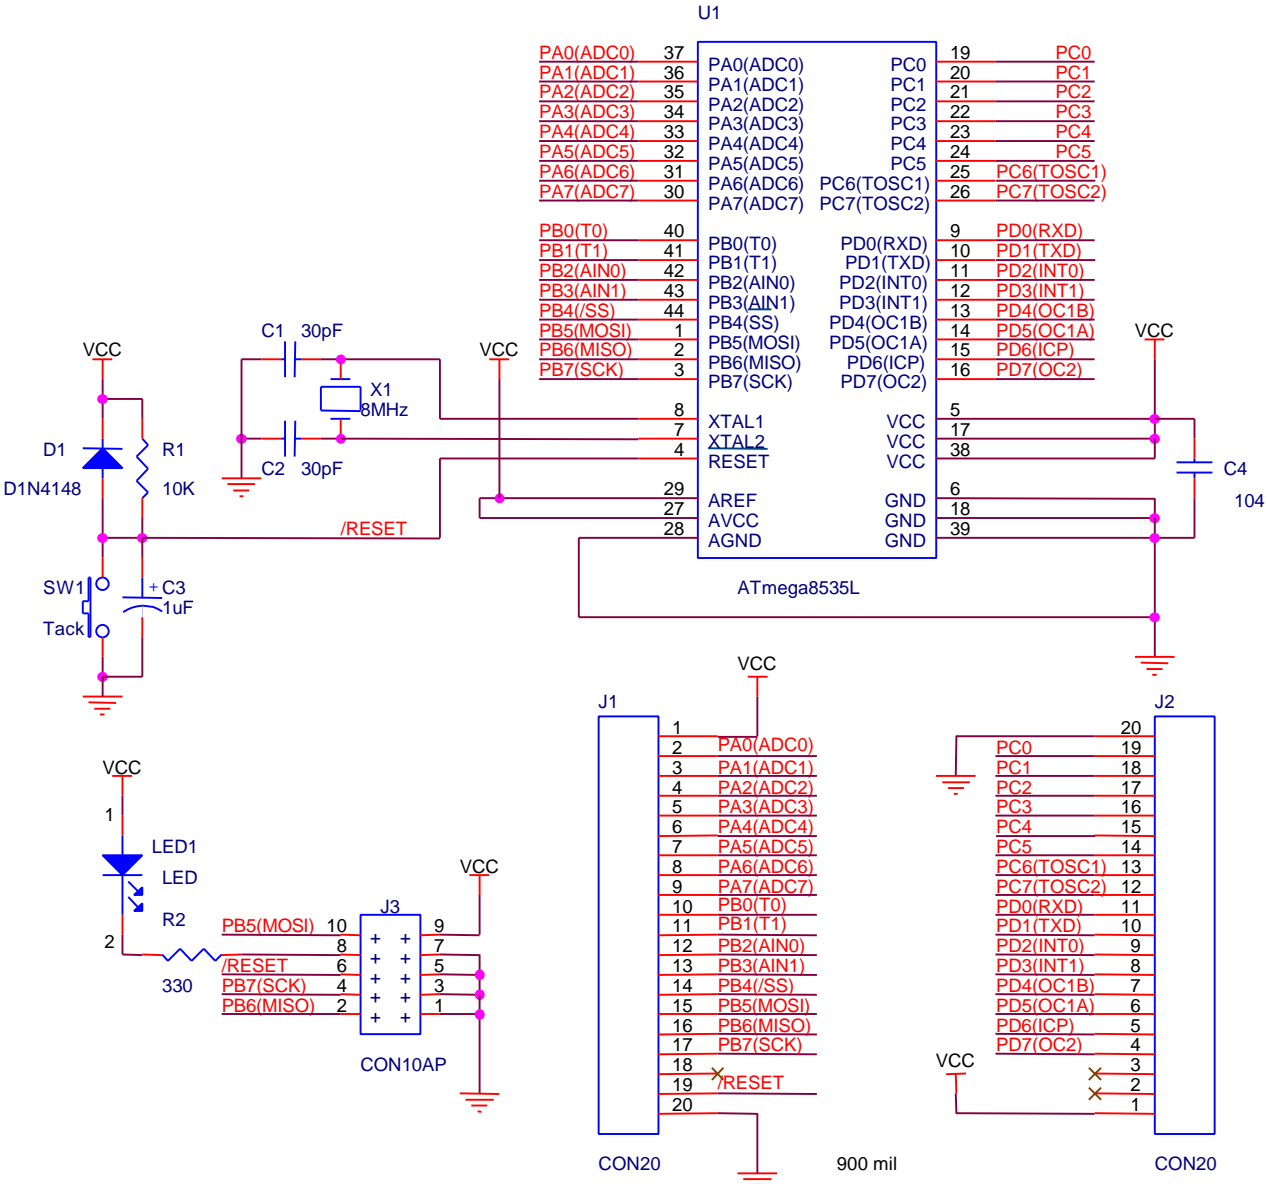 U1
PA0(ADC0) 37 PA0(ADC0) PC0 19 PC0
PA1(ADC1) 36 PA1(ADC1) PC1 20 PC1
PA2(ADC2) 35 PA2(ADC2) PC2 21 PC2
PA3(ADC3) 34 PA3(ADC3) PC3 22 PC3
PA4(ADC4) 33 PA4(ADC4) PC4 23 PC4
PA5(ADC5) 32 PA5(ADC5) PC5 24 PC5
PA6(ADC6) 31 PA6(ADC6) PC6(TOSC1) 25 PC6(TOSC1)
PA7(ADC7) 30 PA7(ADC7) PC7(TOSC2) 26 PC7(TOSC2)
PB0(T0) 40 PB0(T0) PD0(RXD) 9 PD0(RXD)
PB1(T1) 41 PB1(T1) PD1(TXD) 10 PD1(TXD)
PB2(AIN0) 42 PB2(AIN0) PD2(INT0) 11 PD2(INT0)
PB3(AIN1) 43 PB3(AIN1) PD3(INT1) 12 PD3(INT1)
PB4(/SS) 44 PB4(SS) PD4(OC1B) 13 PD4(OC1B)
PB5(MOSI) 1 PB5(MOSI) PD5(OC1A) 14 PD5(OC1A)
PB6(MISO) 2 PB6(MISO) PD6(ICP) 15 PD6(ICP)
PB7(SCK) 3 PB7(SCK) PD7(OC2) 16 PD7(OC2)
8 XTAL1 VCC 5
7 XTAL2 VCC 17
4 RESET VCC 38
29 AREF GND 6
27 AVCC GND 18
28 AGND GND 39
ATmega8535L
VCC
C4
104
VCC
C1 30pF
X1
8MHz
C2 30pF
VCC
D1
D1N4148
R1
10K
/RESET
SW1
Tack
+ C3
1uF
VCC
1
LED1
LED
2
R2
330
VCC
J3
PB5(MOSI) 10 + + 9
8 + + 7
/RESET 6 + + 5
PB7(SCK) 4 + + 3
PB6(MISO) 2 + + 1
CON10AP
VCC
J1
1
2 PA0(ADC0)
3 PA1(ADC1)
4 PA2(ADC2)
5 PA3(ADC3)
6 PA4(ADC4)
7 PA5(ADC5)
8 PA6(ADC6)
9 PA7(ADC7)
10 PB0(T0)
11 PB1(T1)
12 PB2(AIN0)
13 PB3(AIN1)
14 PB4(/SS)
15 PB5(MOSI)
16 PB6(MISO)
17 PB7(SCK)
18
19 /RESET
20
CON20
900 mil
J2
20
PC0 19
PC1 18
PC2 17
PC3 16
PC4 15
PC5 14
PC6(TOSC1) 13
PC7(TOSC2) 12
PD0(RXD) 11
PD1(TXD) 10
PD2(INT0) 9
PD3(INT1) 8
PD4(OC1B) 7
PD5(OC1A) 6
PD6(ICP) 5
PD7(OC2) 4
VCC
3
2
1
CON20